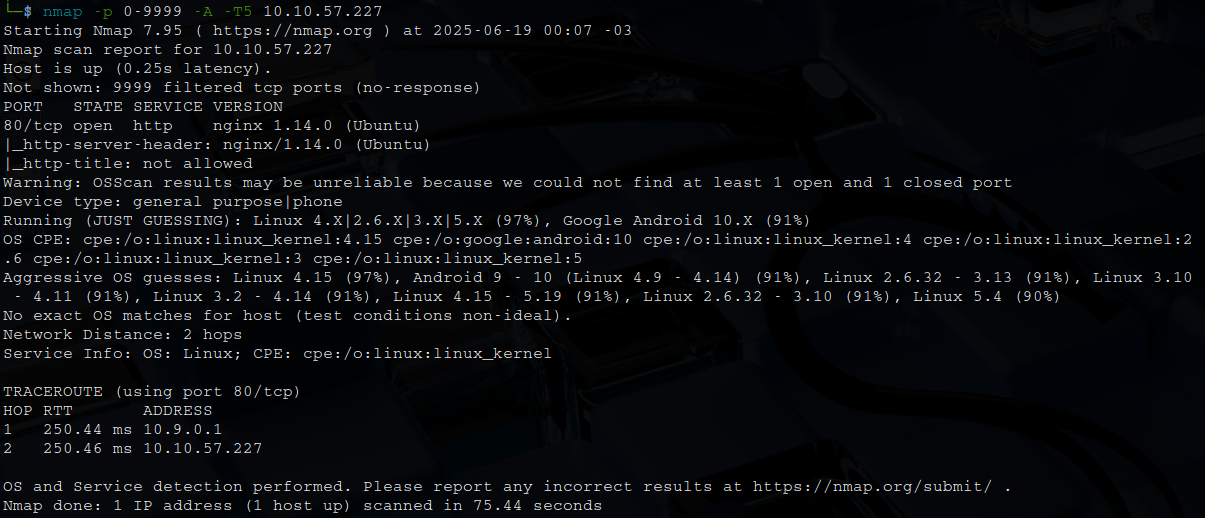 └─$ nmap -p 0-9999 -A -T5 10.10.57.227
Starting Nmap 7.95 ( https://nmap.org ) at 2025-06-19 00:07 -03
Nmap scan report for 10.10.57.227
Host is up (0.25s latency).
Not shown: 9999 filtered tcp ports (no-response)
PORT   STATE SERVICE VERSION
80/tcp open  http    nginx 1.14.0 (Ubuntu)
|_http-server-header: nginx/1.14.0 (Ubuntu)
|_http-title: not allowed
Warning: OSScan results may be unreliable because we could not find at least 1 open and 1 closed port
Device type: general purpose|phone
Running (JUST GUESSING): Linux 4.X|2.6.X|3.X|5.X (97%), Google Android 10.X (91%)
OS CPE: cpe:/o:linux:linux_kernel:4.15 cpe:/o:google:android:10 cpe:/o:linux:linux_kernel:4 cpe:/o:linux:linux_kernel:2
.6 cpe:/o:linux:linux_kernel:3 cpe:/o:linux:linux_kernel:5
Aggressive OS guesses: Linux 4.15 (97%), Android 9 - 10 (Linux 4.9 - 4.14) (91%), Linux 2.6.32 - 3.13 (91%), Linux 3.10
 - 4.11 (91%), Linux 3.2 - 4.14 (91%), Linux 4.15 - 5.19 (91%), Linux 2.6.32 - 3.10 (91%), Linux 5.4 (90%)
No exact OS matches for host (test conditions non-ideal).
Network Distance: 2 hops
Service Info: OS: Linux; CPE: cpe:/o:linux:linux_kernel

TRACEROUTE (using port 80/tcp)
HOP RTT       ADDRESS
1   250.44 ms 10.9.0.1
2   250.46 ms 10.10.57.227

OS and Service detection performed. Please report any incorrect results at https://nmap.org/submit/ .
Nmap done: 1 IP address (1 host up) scanned in 75.44 seconds